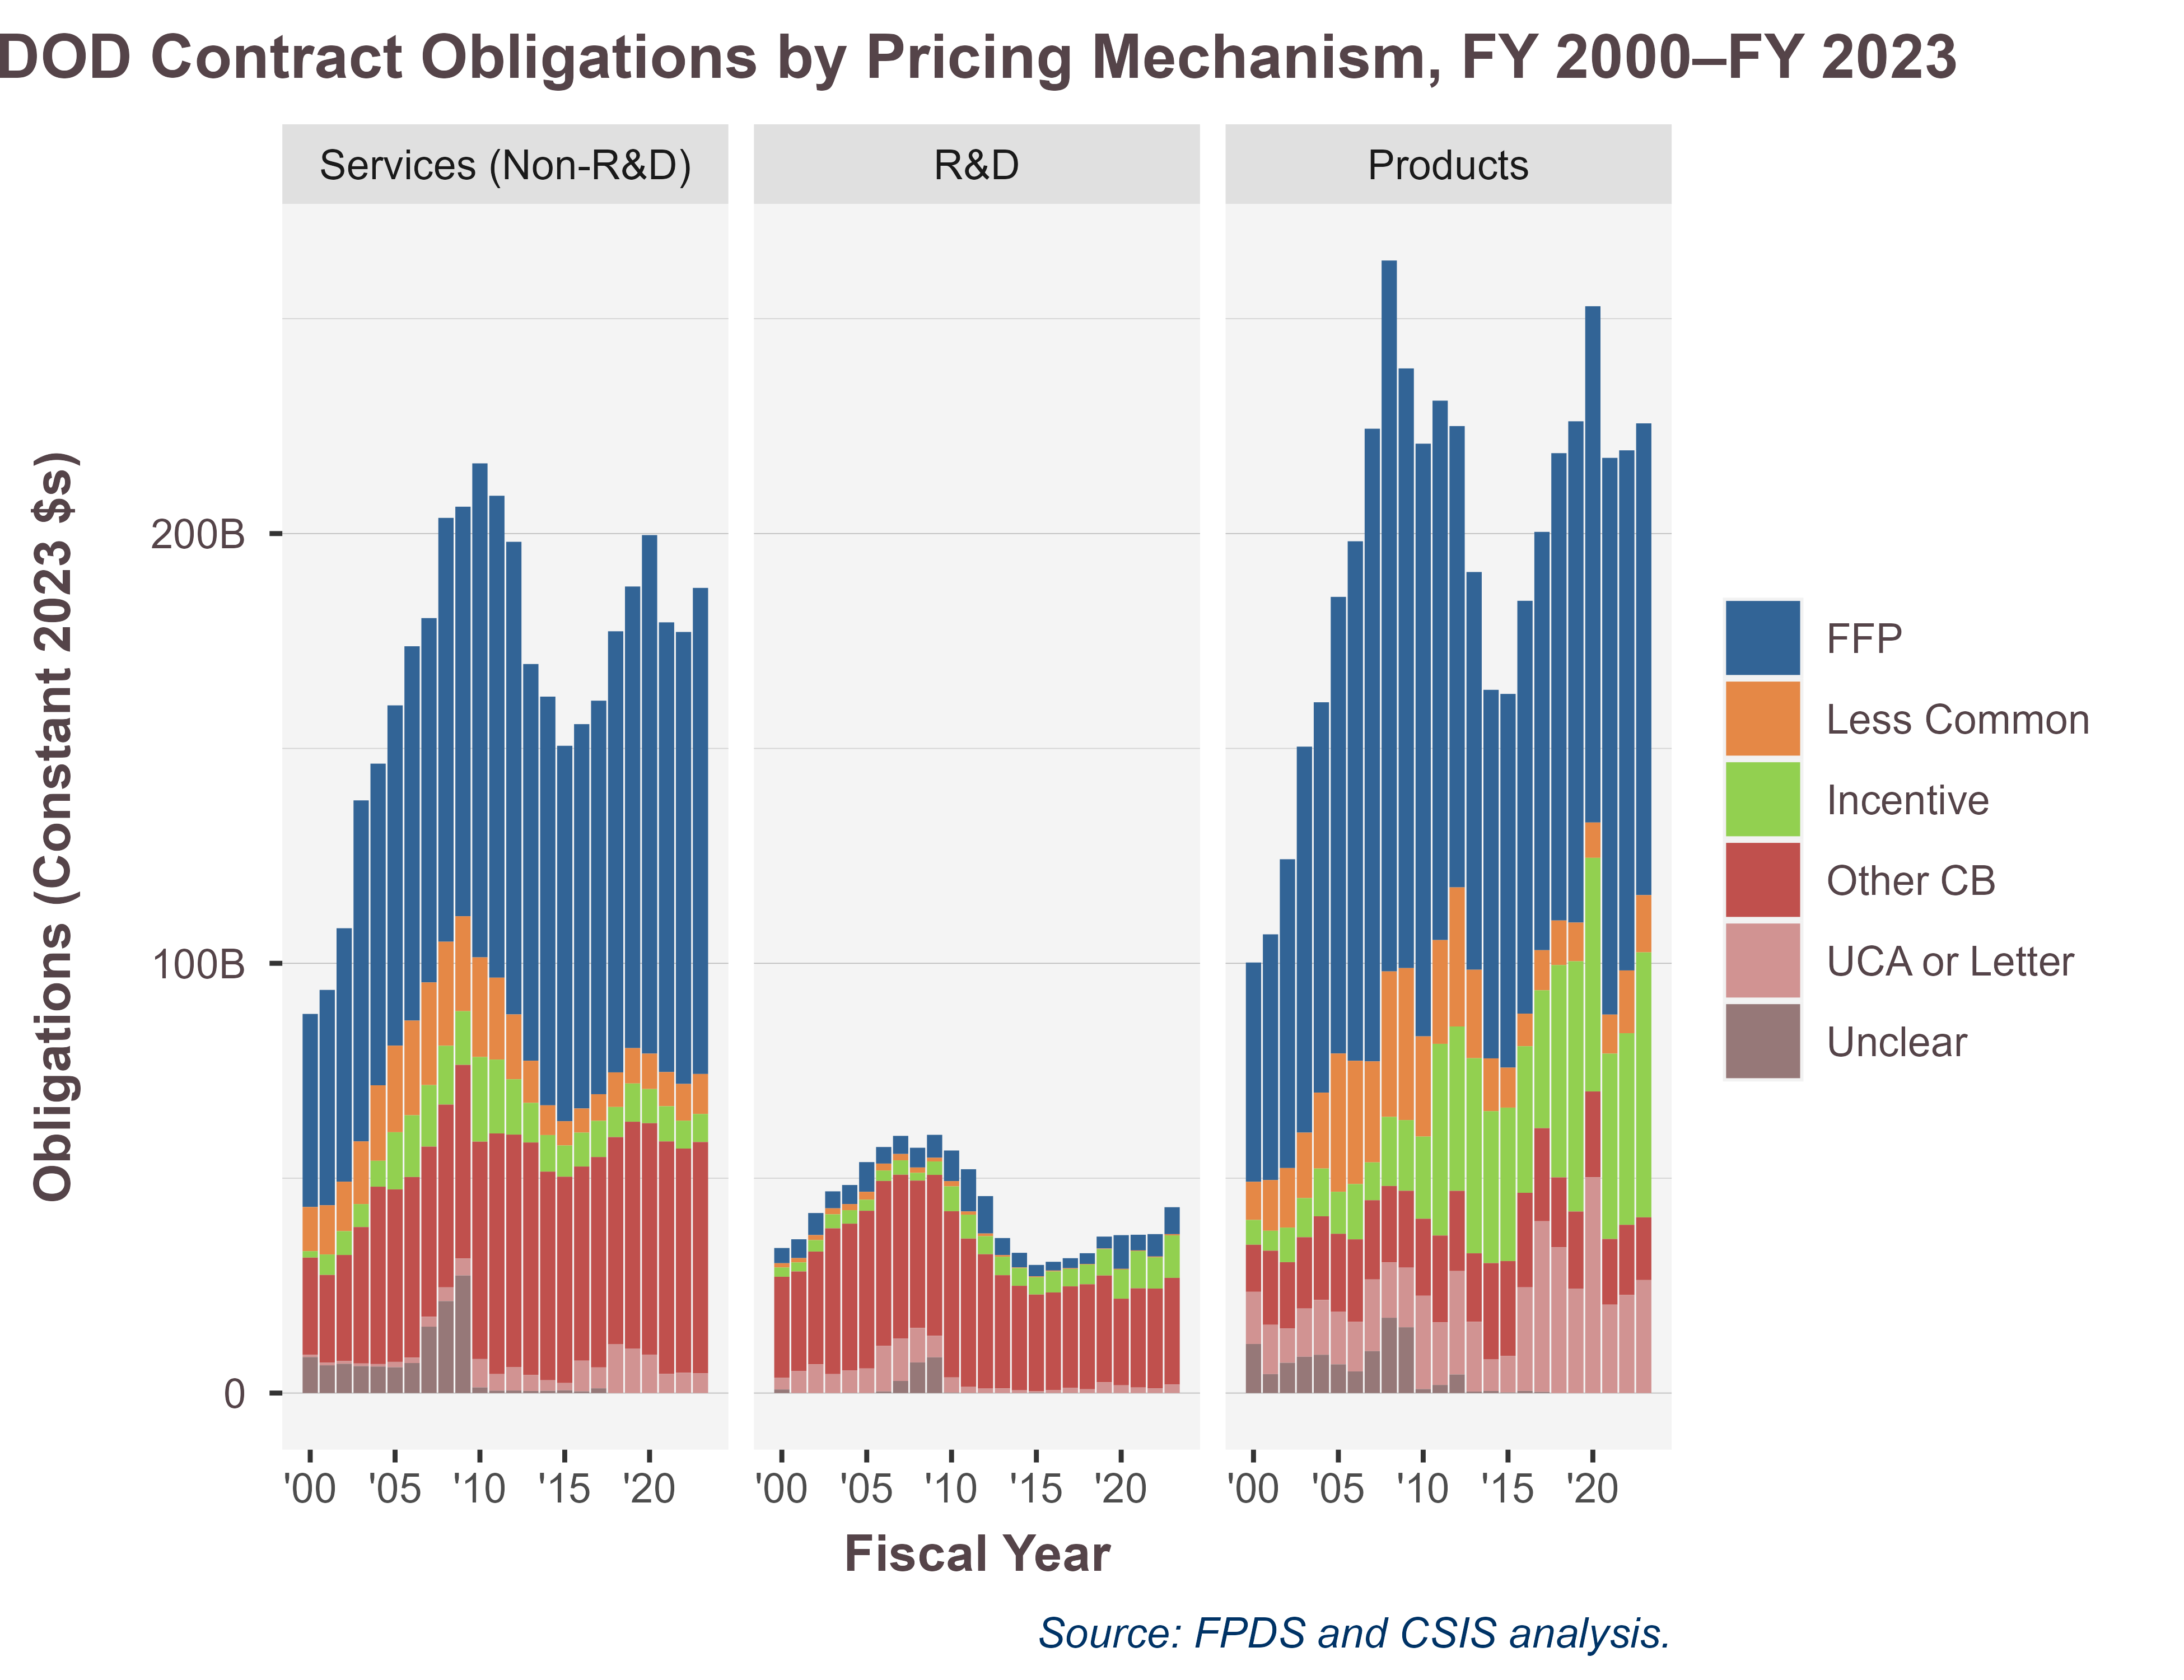 DOD Contract Obligations by Pricing Mechanism, FY 2000–FY 2023
Services (Non-R&D)
R&D
Products
Obligations (Constant 2023 $s)
200B
100B
0
'00 '05 '10 '15 '20
'00 '05 '10 '15 '20
'00 '05 '10 '15 '20
Fiscal Year
FFP
Less Common
Incentive
Other CB
UCA or Letter
Unclear
Source: FPDS and CSIS analysis.